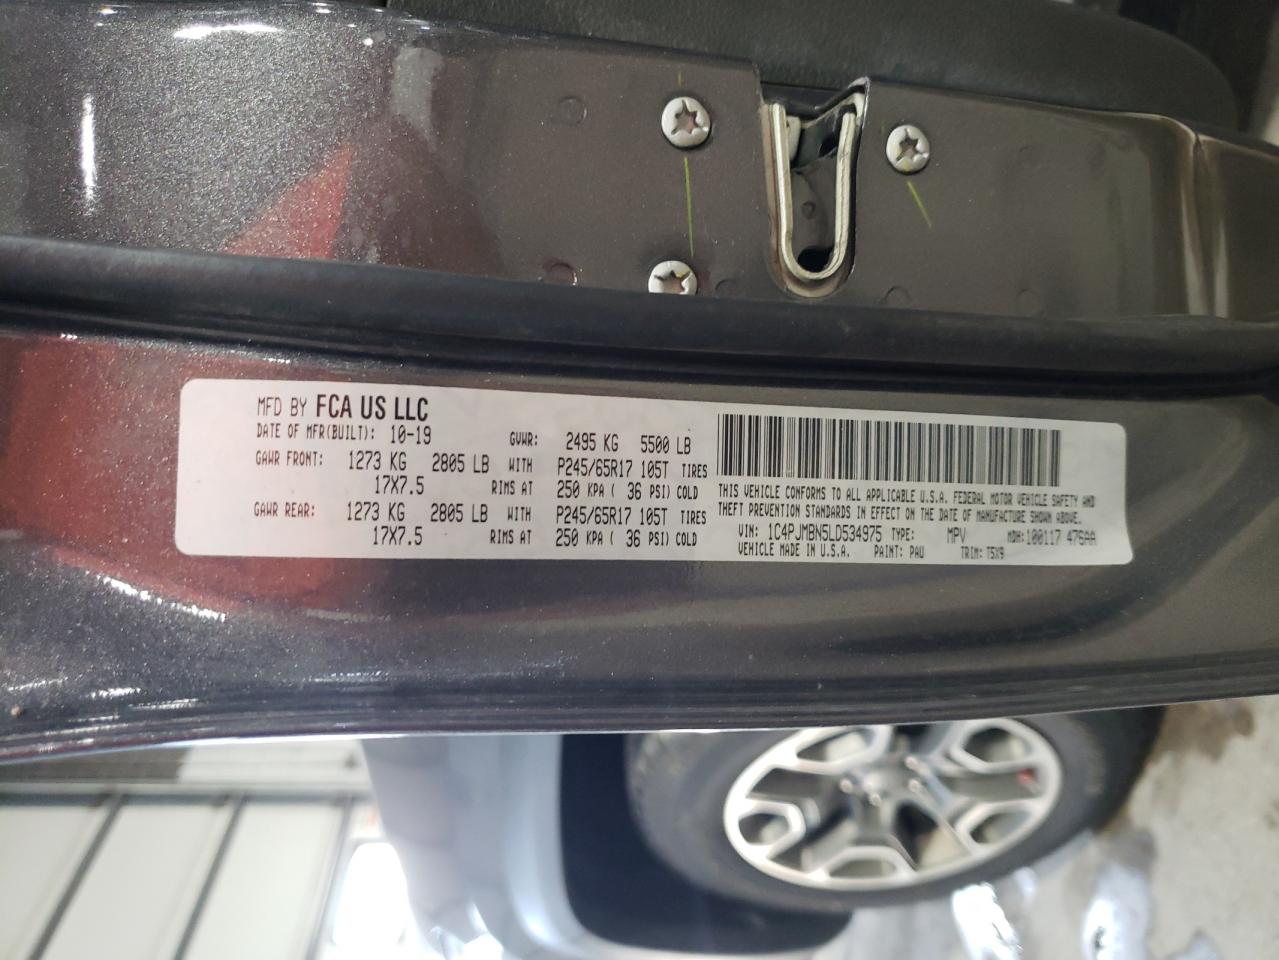 MFD BY FCA US LLC
DATE OF MFR(BUILT): 10-19 GVWR: 2495 KG 5500 LB
GAWR FRONT: 1273 KG 2805 LB WITH P245/65R17 105T TIRES
17X7.5 RIMS AT 250 KPA ( 36 PSI) COLD
GAWR REAR: 1273 KG 2805 LB WITH P245/65R17 105T TIRES
17X7.5 RIMS AT 250 KPA ( 36 PSI) COLD
THIS VEHICLE CONFORMS TO ALL APPLICABLE U.S.A. FEDERAL MOTOR VEHICLE SAFETY AND
THEFT PREVENTION STANDARDS IN EFFECT ON THE DATE OF MANUFACTURE SHOWN ABOVE.
VIN: 1C4PJMBN5LD534975 TYPE: MPV MDH: 100117 476AA
VEHICLE MADE IN U.S.A. PAINT: PAU TRIM: T5X9